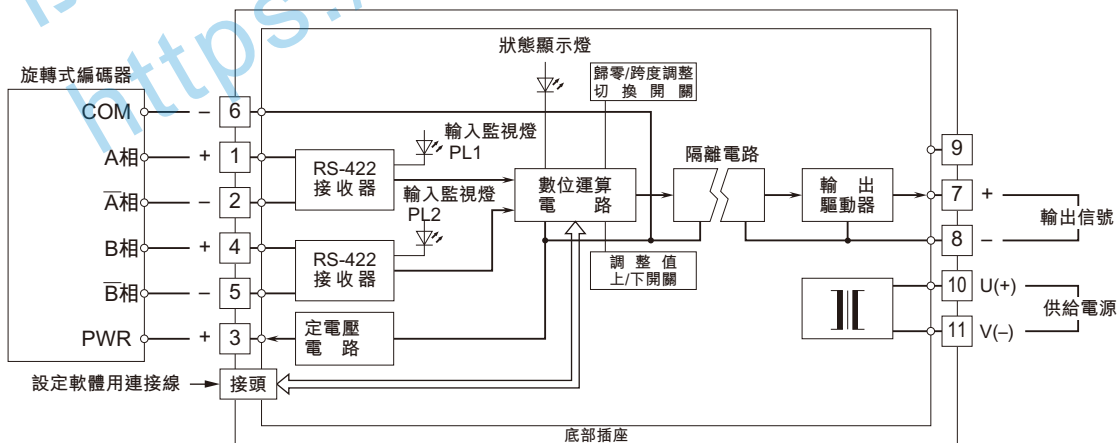 https:/
旋轉式編碼器
COM
A相
A相
B相
B相
PWR
–
+
–
+
–
+
6
1
2
4
5
3
設定軟體用連接線
接頭
RS-422
接收器
RS-422
接收器
定電壓
電 路
輸入監視燈
PL1
輸入監視燈
PL2
狀態顯示燈
歸零/跨度調整
切 換 開 關
數位運算
電 路
調 整 值
上/下開關
隔離電路
輸 出
驅動器
9
7
8
10
11
+
–
U(+)
V(–)
輸出信號
供給電源
底部插座